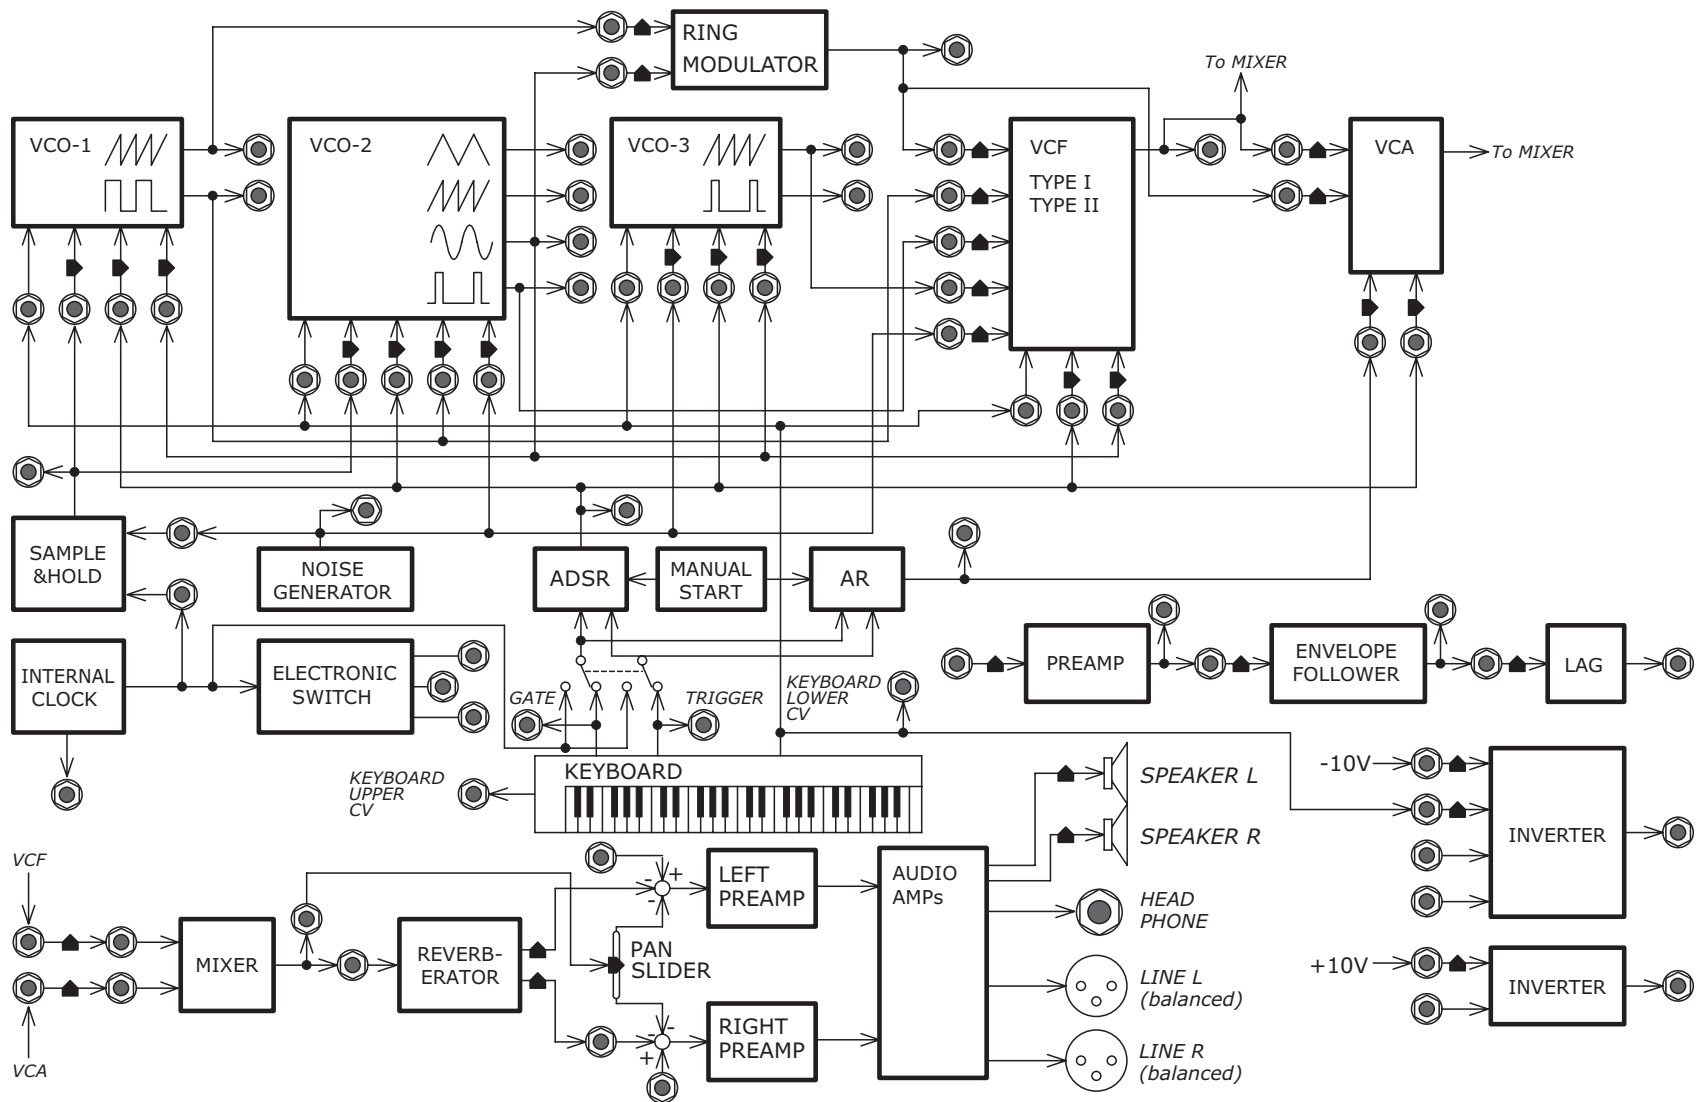 RING
MODULATOR
To MIXER
VCO-1
VCO-2
VCO-3
VCF
TYPE I
TYPE II
VCA
To MIXER
SAMPLE
&HOLD
NOISE
GENERATOR
ADSR
MANUAL
START
AR
INTERNAL
CLOCK
ELECTRONIC
SWITCH
GATE
TRIGGER
KEYBOARD
LOWER
CV
PREAMP
ENVELOPE
FOLLOWER
LAG
KEYBOARD
UPPER
CV
KEYBOARD
SPEAKER L
SPEAKER R
-10V
INVERTER
VCF
MIXER
REVERB-
ERATOR
- +
-
LEFT
PREAMP
PAN
SLIDER
AUDIO
AMPs
HEAD
PHONE
LINE L
(balanced)
+10V
INVERTER
- -
+
RIGHT
PREAMP
LINE R
(balanced)
VCA